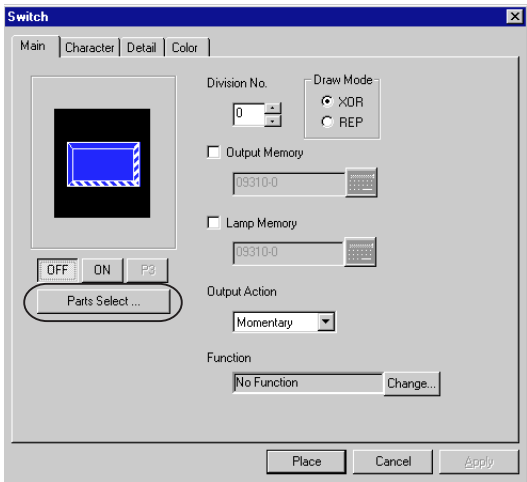 Switch
Main Character Detail Color
Division No.
0
Draw Mode
XOR
REP
Output Memory
09310-0
Lamp Memory
09310-0
OFF ON P3
Parts Select ...
Output Action
Momentary
Function
No Function Change...
Place Cancel Apply